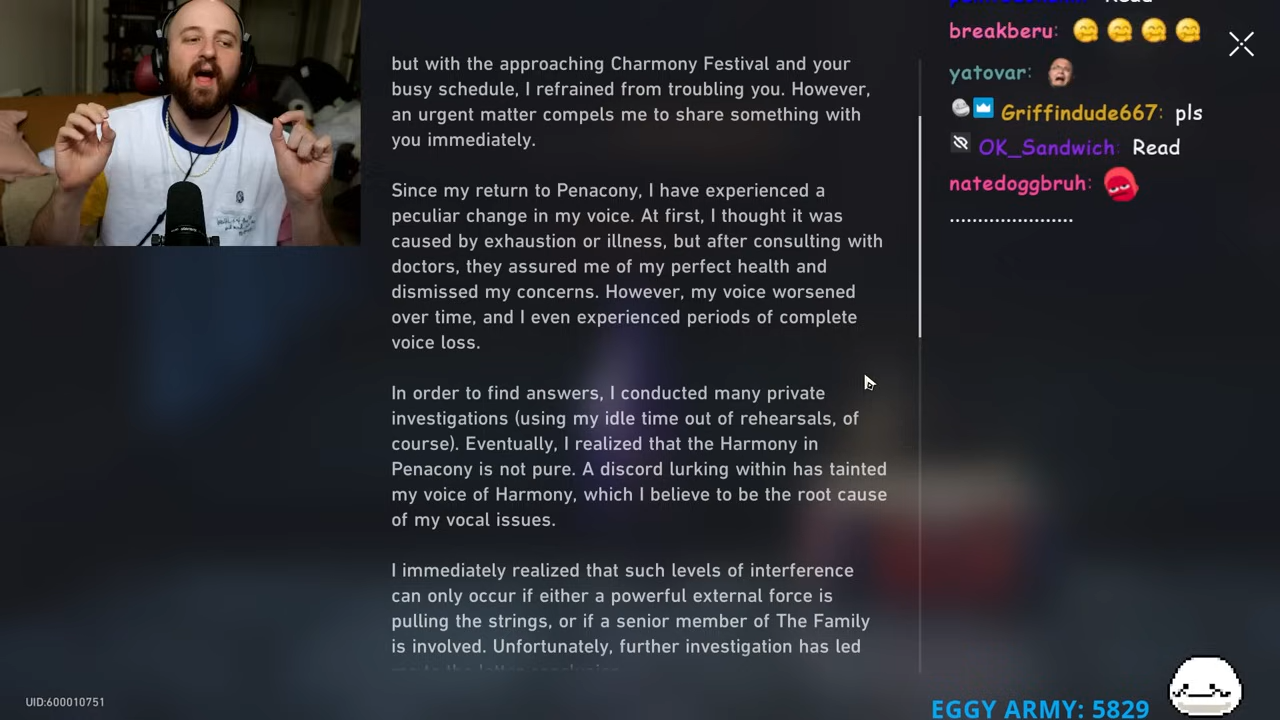 but with the approaching Charmony Festival and your
busy schedule, I refrained from troubling you. However,
an urgent matter compels me to share something with
you immediately.
Since my return to Penacony, I have experienced a
peculiar change in my voice. At first, I thought it was
caused by exhaustion or illness, but after consulting with
doctors, they assured me of my perfect health and
dismissed my concerns. However, my voice worsened
over time, and I even experienced periods of complete
voice loss.
In order to find answers, I conducted many private
investigations (using my idle time out of rehearsals, of
course). Eventually, I realized that the Harmony in
Penacony is not pure. A discord lurking within has tainted
my voice of Harmony, which I believe to be the root cause
of my vocal issues.
I immediately realized that such levels of interference
can only occur if either a powerful external force is
pulling the strings, or if a senior member of The Family
is involved. Unfortunately, further investigation has led
me to the latter conclusion.
Read
breakberu:
yatovar:
Griffindude667: pls
OK_Sandwich: Read
natedoggbruh:
......................
UID:600010751
EGGY ARMY: 5829